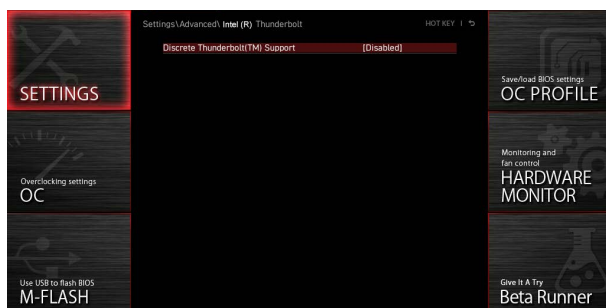 Settings\Advanced\ Intel (R) Thunderbolt
HOT KEY |
Discrete Thunderbolt(TM) Support [Disabled]
SETTINGS
Overclocking settings
OC
Use USB to flash BIOS
M-FLASH
Save/load BIOS settings
OC PROFILE
Monitoring and
fan control
HARDWARE
MONITOR
Give It A Try
Beta Runner